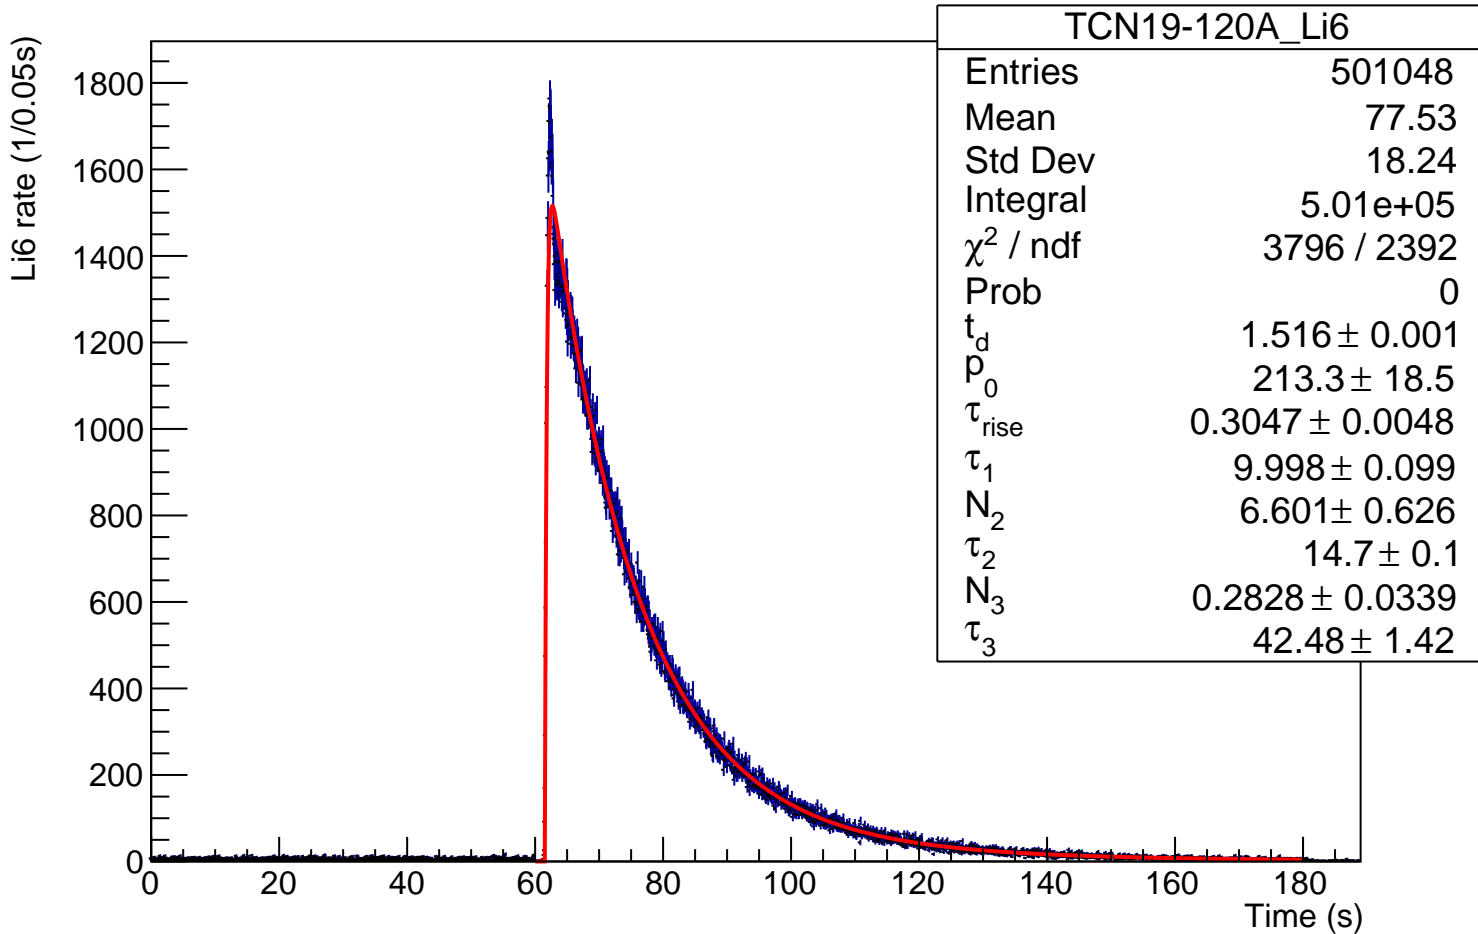 TCN19-120A_Li6
Entries 501048
Mean 77.53
Std Dev 18.24
Integral 5.01e+05
χ² / ndf 3796 / 2392
Prob 0
t_d 1.516 ± 0.001
p_0 213.3 ± 18.5
τ_rise 0.3047 ± 0.0048
τ_1 9.998 ± 0.099
N_2 6.601 ± 0.626
τ_2 14.7 ± 0.1
N_3 0.2828 ± 0.0339
τ_3 42.48 ± 1.42
Li6 rate (1/0.05s)
1800
1600
1400
1200
1000
800
600
400
200
0
0 20 40 60 80 100 120 140 160 180
Time (s)